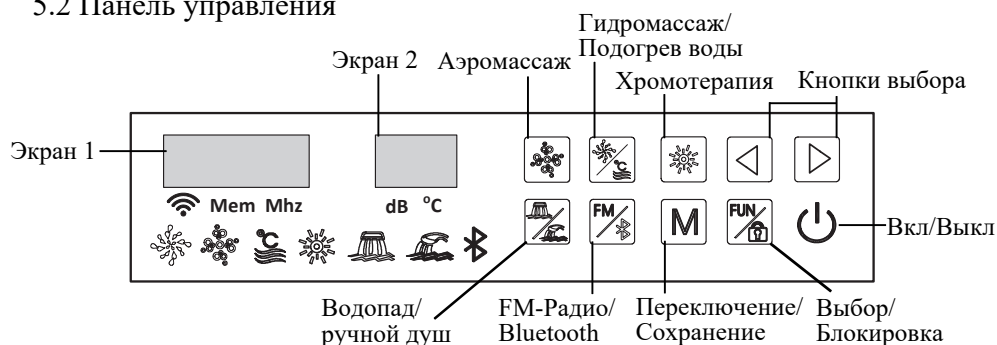 5.2 Панель управления
Гидромассаж/
Подогрев воды
Экран 2
Аэромассаж
Хромотерапия
Кнопки выбора
Экран 1
°C
Mem Mhz
dB °C
FM
M
FUN
Вкл/Выкл
°C
Водопад/
ручной душ
FM-Радио/
Bluetooth
Переключение/
Сохранение
Выбор/
Блокировка